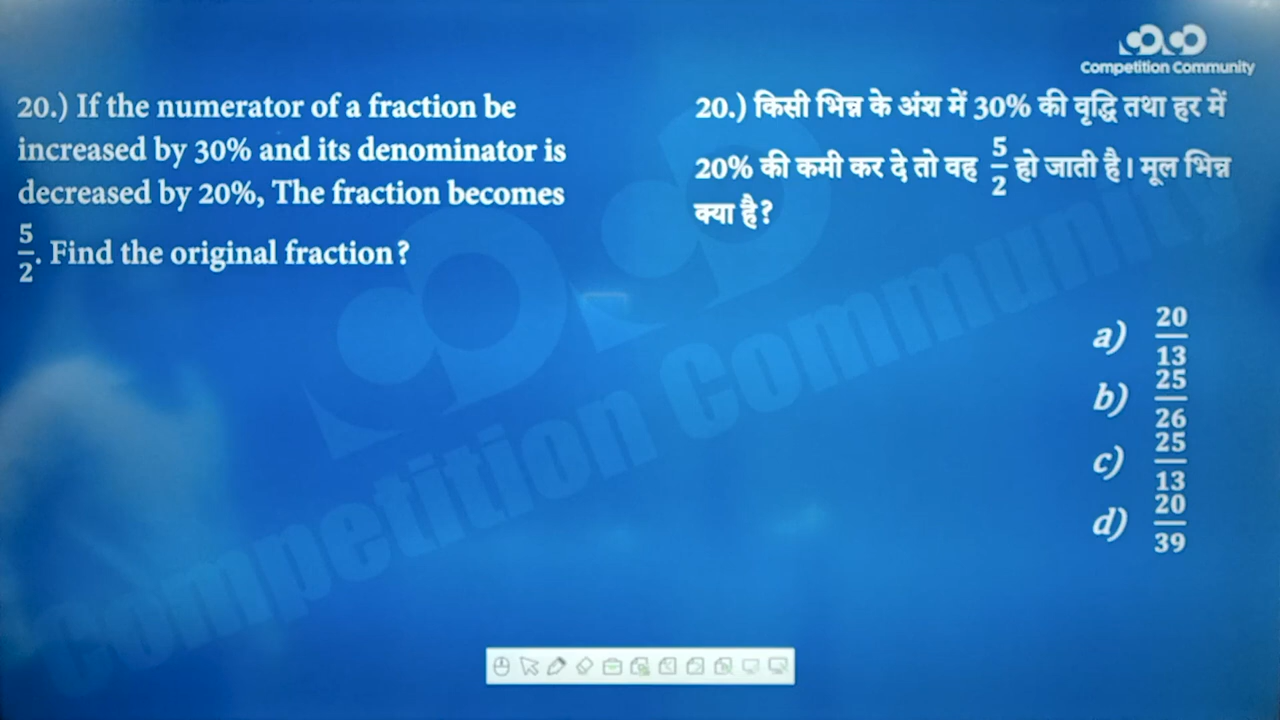 Competition Community
20.) If the numerator of a fraction be
increased by 30% and its denominator is
decreased by 20%, The fraction becomes
5/2. Find the original fraction?
20.) किसी भिन्न के अंश में 30% की वृद्धि तथा हर में
20% की कमी कर दे तो वह 5/2 हो जाती है। मूल भिन्न
क्या है?
a) 20/13
b) 25/26
c) 25/13
d) 20/39
Competition Community